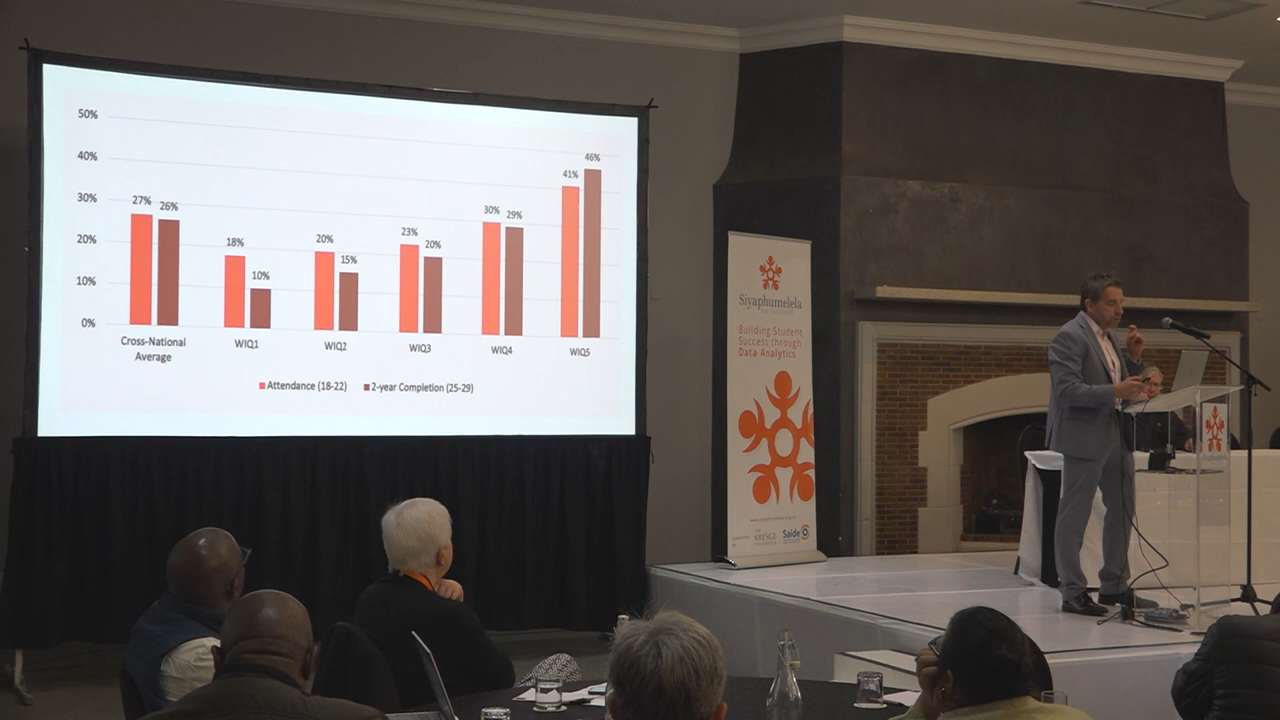 50%
40%
30%
20%
10%
0%
27% 26%
18% 10%
20% 15%
23% 20%
30% 29%
41% 46%
Cross-National
Average
WIQ1 WIQ2 WIQ3 WIQ4 WIQ5
Attendance (18-22) 2-year Completion (25-29)
Siyaphumelela
Building Student
Success through
Data Analytics
KRESGE
Saide